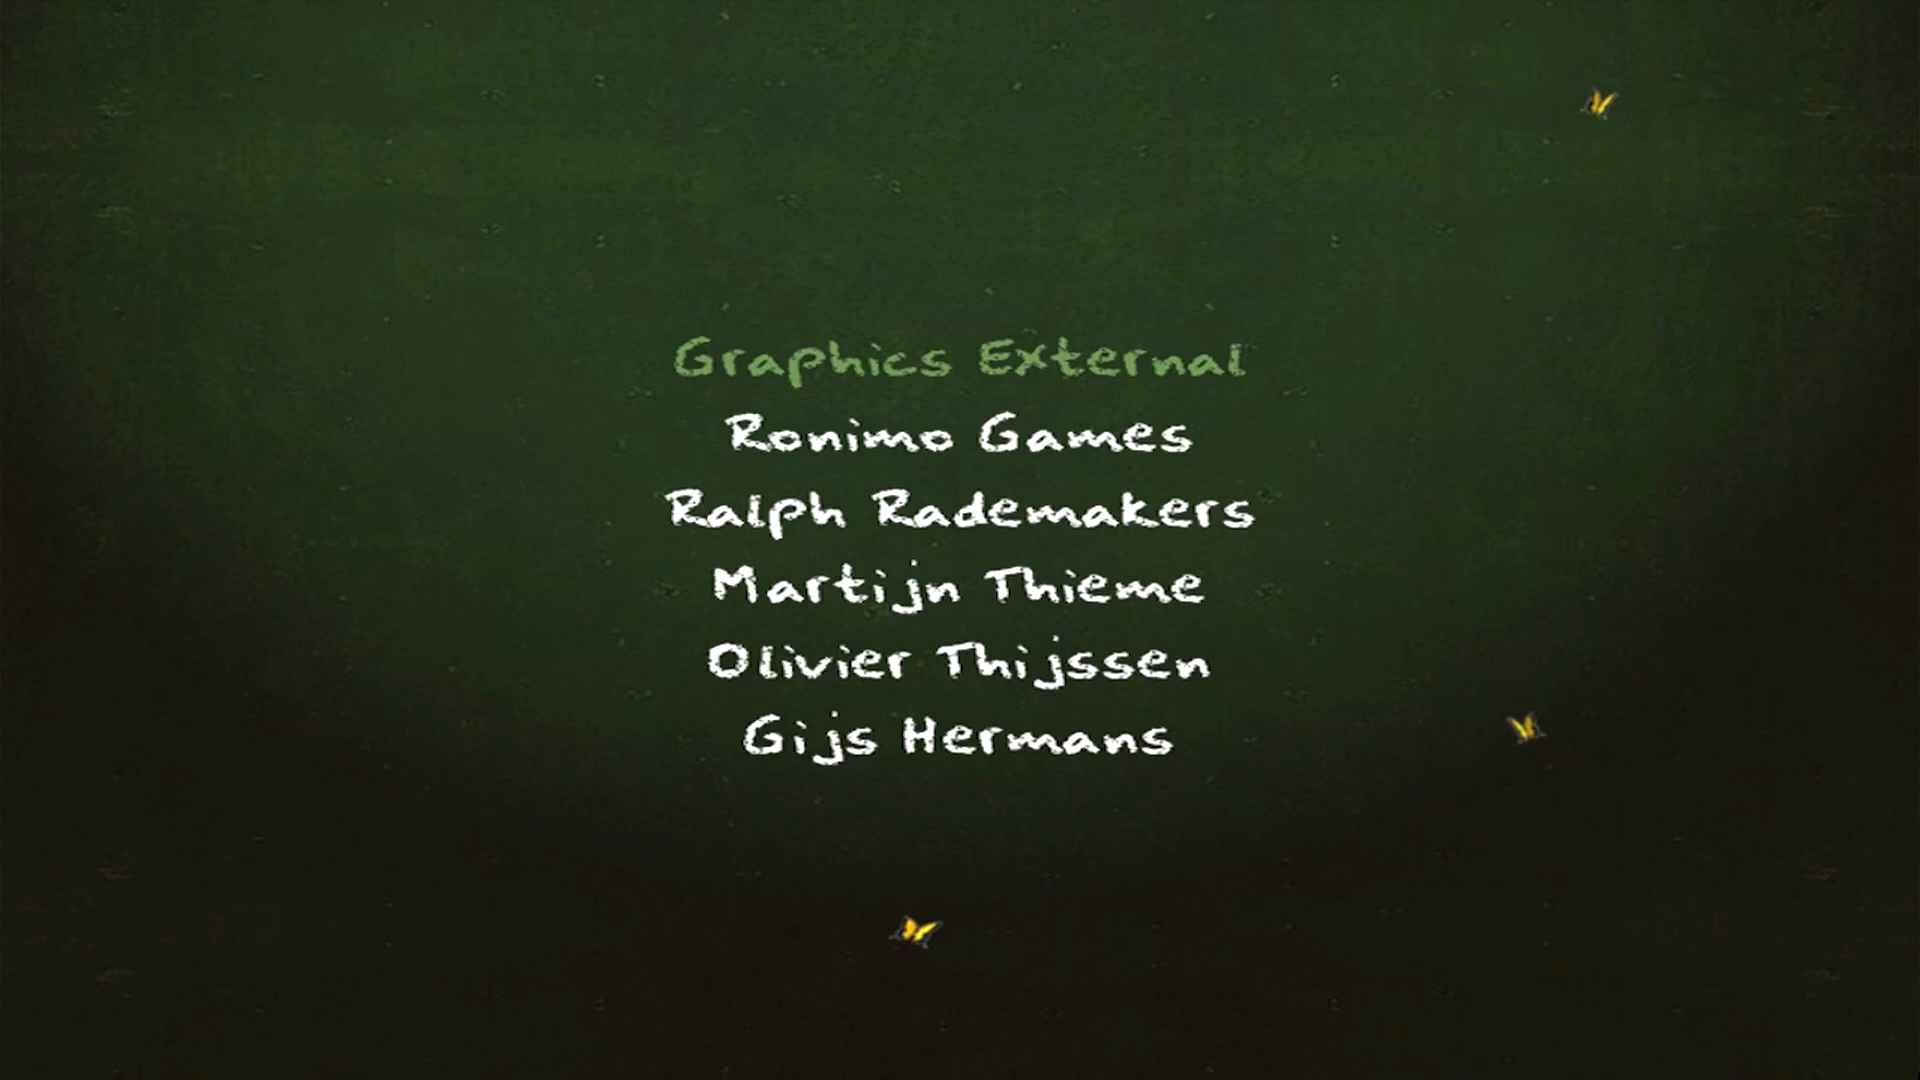 Graphics External
Ronimo Games
Ralph Rademakers
Martijn Thieme
Olivier Thijssen
Gijs Hermans